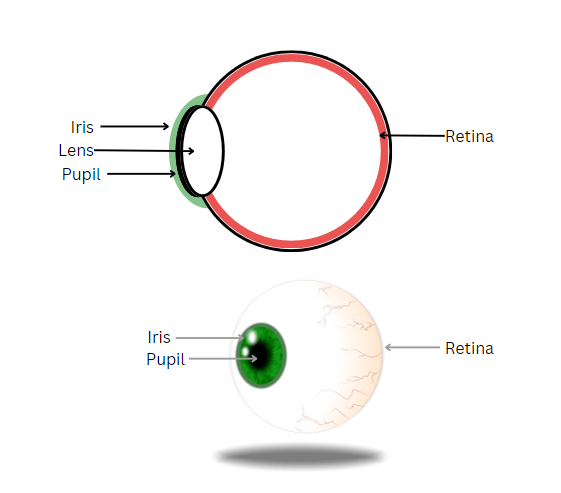 Iris
Lens
Pupil
Retina
Iris
Pupil
Retina